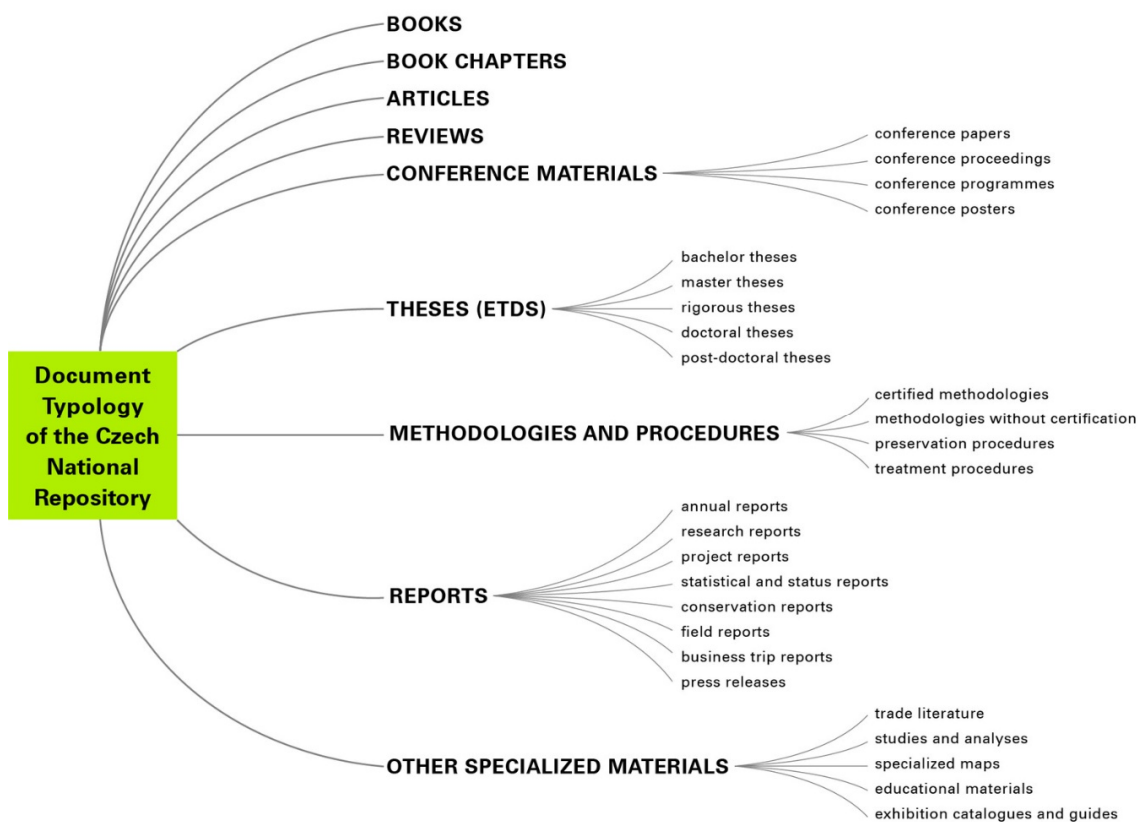 BOOKS
BOOK CHAPTERS
ARTICLES
REVIEWS
CONFERENCE MATERIALS
conference papers
conference proceedings
conference programmes
conference posters
THESES (ETDS)
bachelor theses
master theses
rigorous theses
doctoral theses
post-doctoral theses
Document
Typology
of the Czech
National
Repository
METHODOLOGIES AND PROCEDURES
certified methodologies
methodologies without certification
preservation procedures
treatment procedures
REPORTS
annual reports
research reports
project reports
statistical and status reports
conservation reports
field reports
business trip reports
press releases
OTHER SPECIALIZED MATERIALS
trade literature
studies and analyses
specialized maps
educational materials
exhibition catalogues and guides